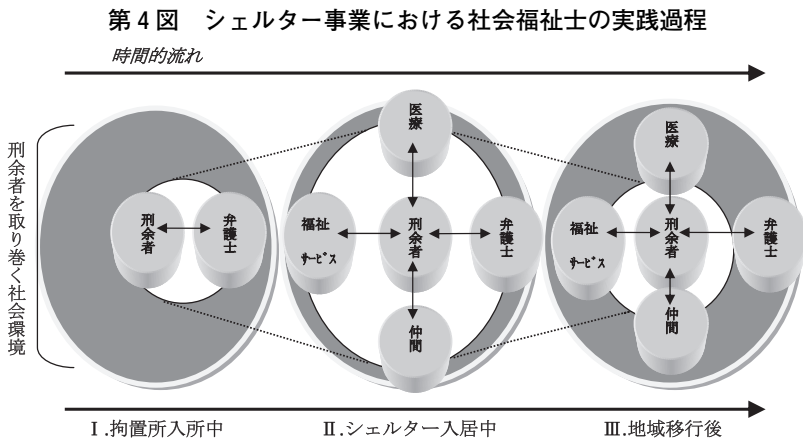 第4図　シェルター事業における社会福祉士の実践過程
時間的流れ
刑余者を取り巻く社会環境
刑余者
弁護士
医療
福祉
ｻｰﾋﾞｽ
刑余者
弁護士
仲間
医療
福祉
ｻｰﾋﾞｽ
刑余者
弁護士
仲間
Ⅰ.拘置所入所中
Ⅱ.シェルター入居中
Ⅲ.地域移行後